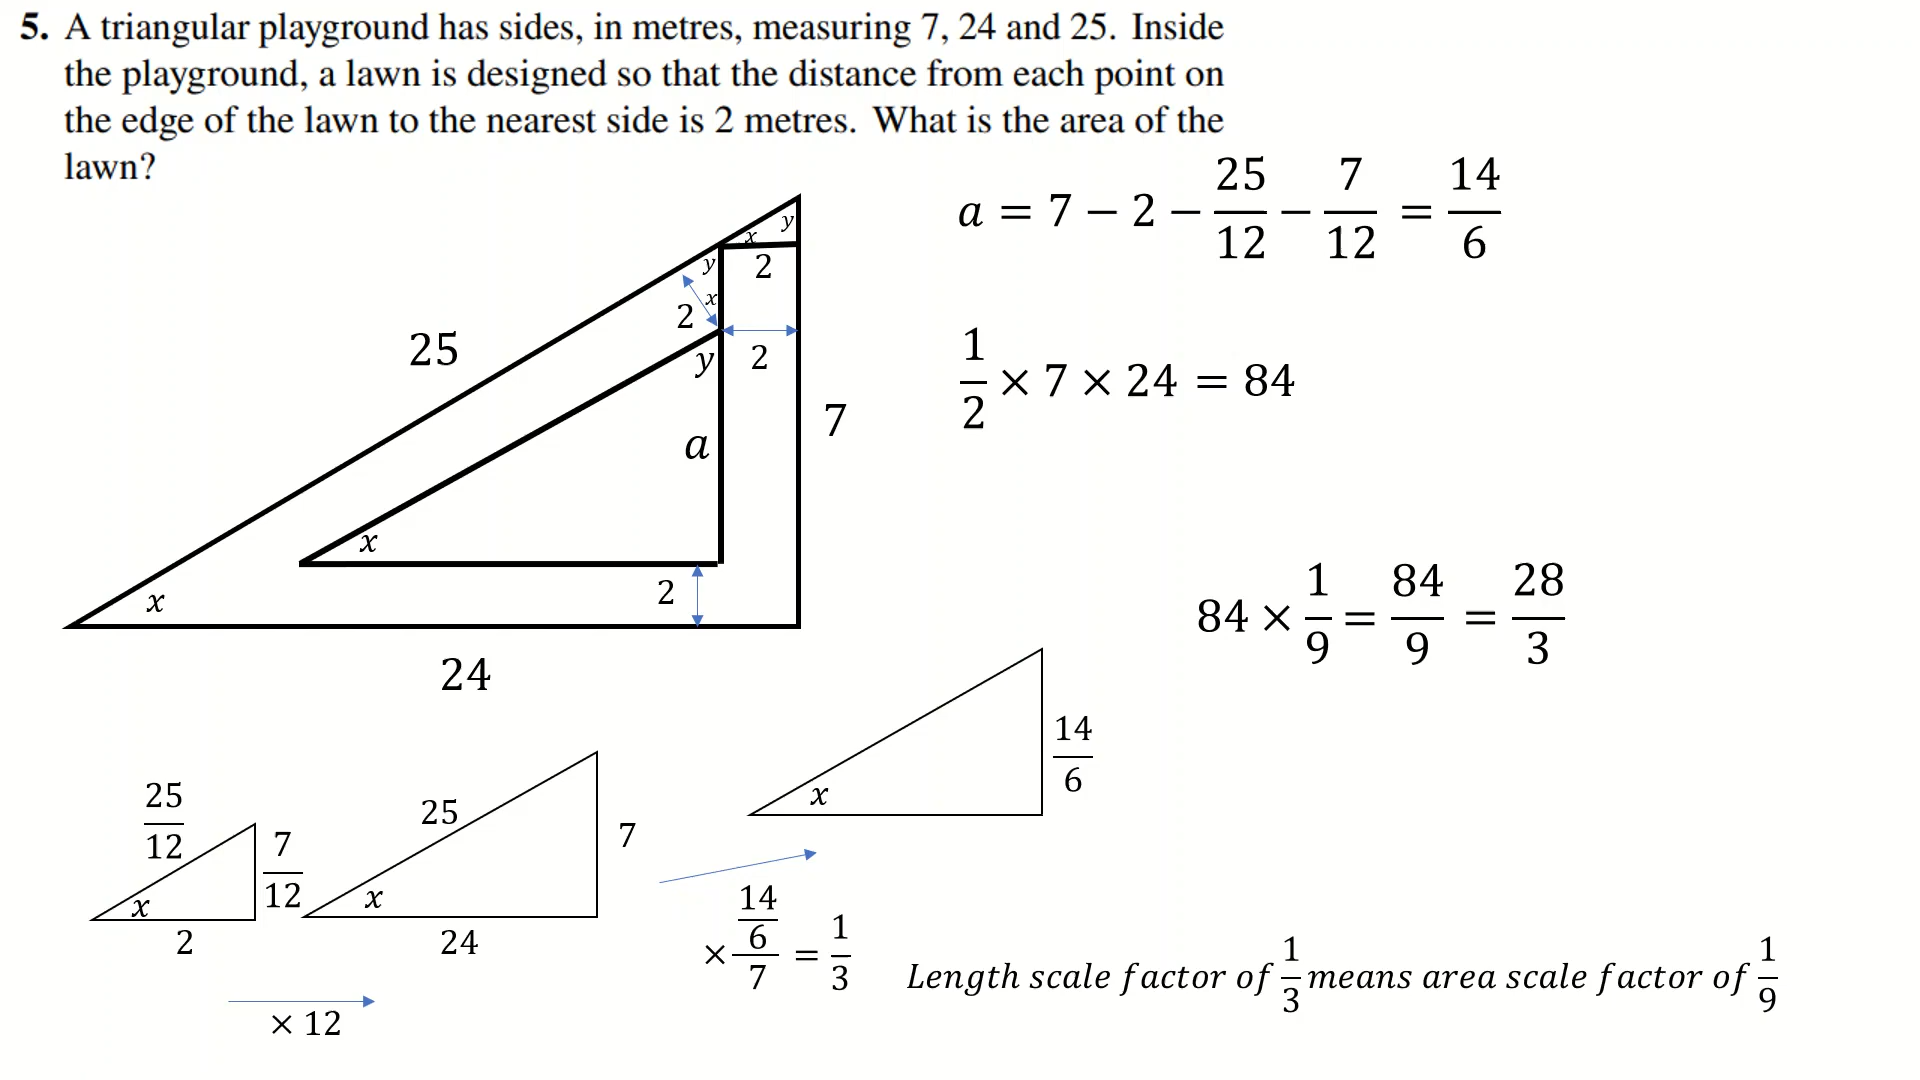 5. A triangular playground has sides, in metres, measuring 7, 24 and 25. Inside
the playground, a lawn is designed so that the distance from each point on
the edge of the lawn to the nearest side is 2 metres. What is the area of the
lawn?
a = 7 − 2 − 25/12 − 7/12 = 14/6
y
x
2
y
x
2
2
25
y
7
a
x
2
x
24
1/2 × 7 × 24 = 84
84 × 1/9 = 84/9 = 28/3
25/12
7/12
x
2
25
7
x
24
14/6
x
× 12
× (14/6)/7 = 1/3
Length scale factor of 1/3 means area scale factor of 1/9